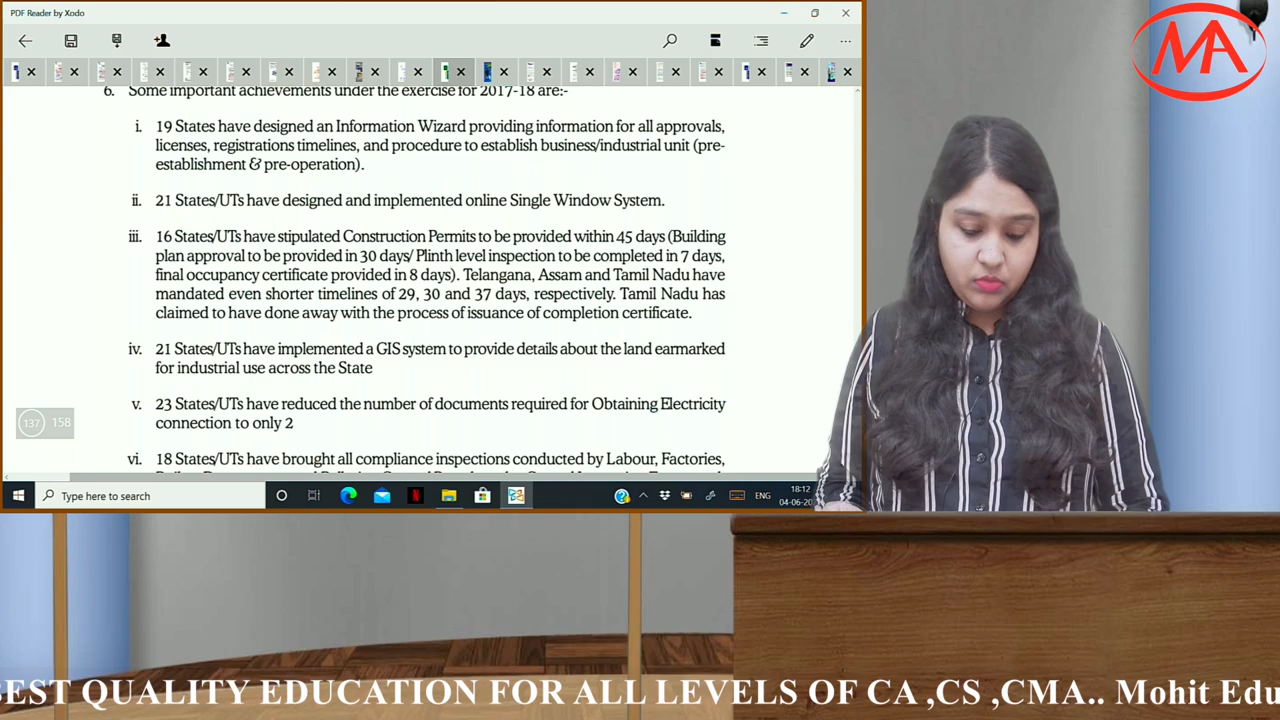 PDF Reader by Xodo
MA
6. Some important achievements under the exercise for 2017-18 are:-
i. 19 States have designed an Information Wizard providing information for all approvals,
licenses, registrations timelines, and procedure to establish business/industrial unit (pre-
establishment & pre-operation).
ii. 21 States/UTs have designed and implemented online Single Window System.
iii. 16 States/UTs have stipulated Construction Permits to be provided within 45 days (Building
plan approval to be provided in 30 days/ Plinth level inspection to be completed in 7 days,
final occupancy certificate provided in 8 days). Telangana, Assam and Tamil Nadu have
mandated even shorter timelines of 29, 30 and 37 days, respectively. Tamil Nadu has
claimed to have done away with the process of issuance of completion certificate.
iv. 21 States/UTs have implemented a GIS system to provide details about the land earmarked
for industrial use across the State
v. 23 States/UTs have reduced the number of documents required for Obtaining Electricity
connection to only 2
137 158
vi. 18 States/UTs have brought all compliance inspections conducted by Labour, Factories,
Type here to search
ENG
18:12
04-06-20
BEST QUALITY EDUCATION FOR ALL LEVELS OF CA ,CS ,CMA.. Mohit Edu